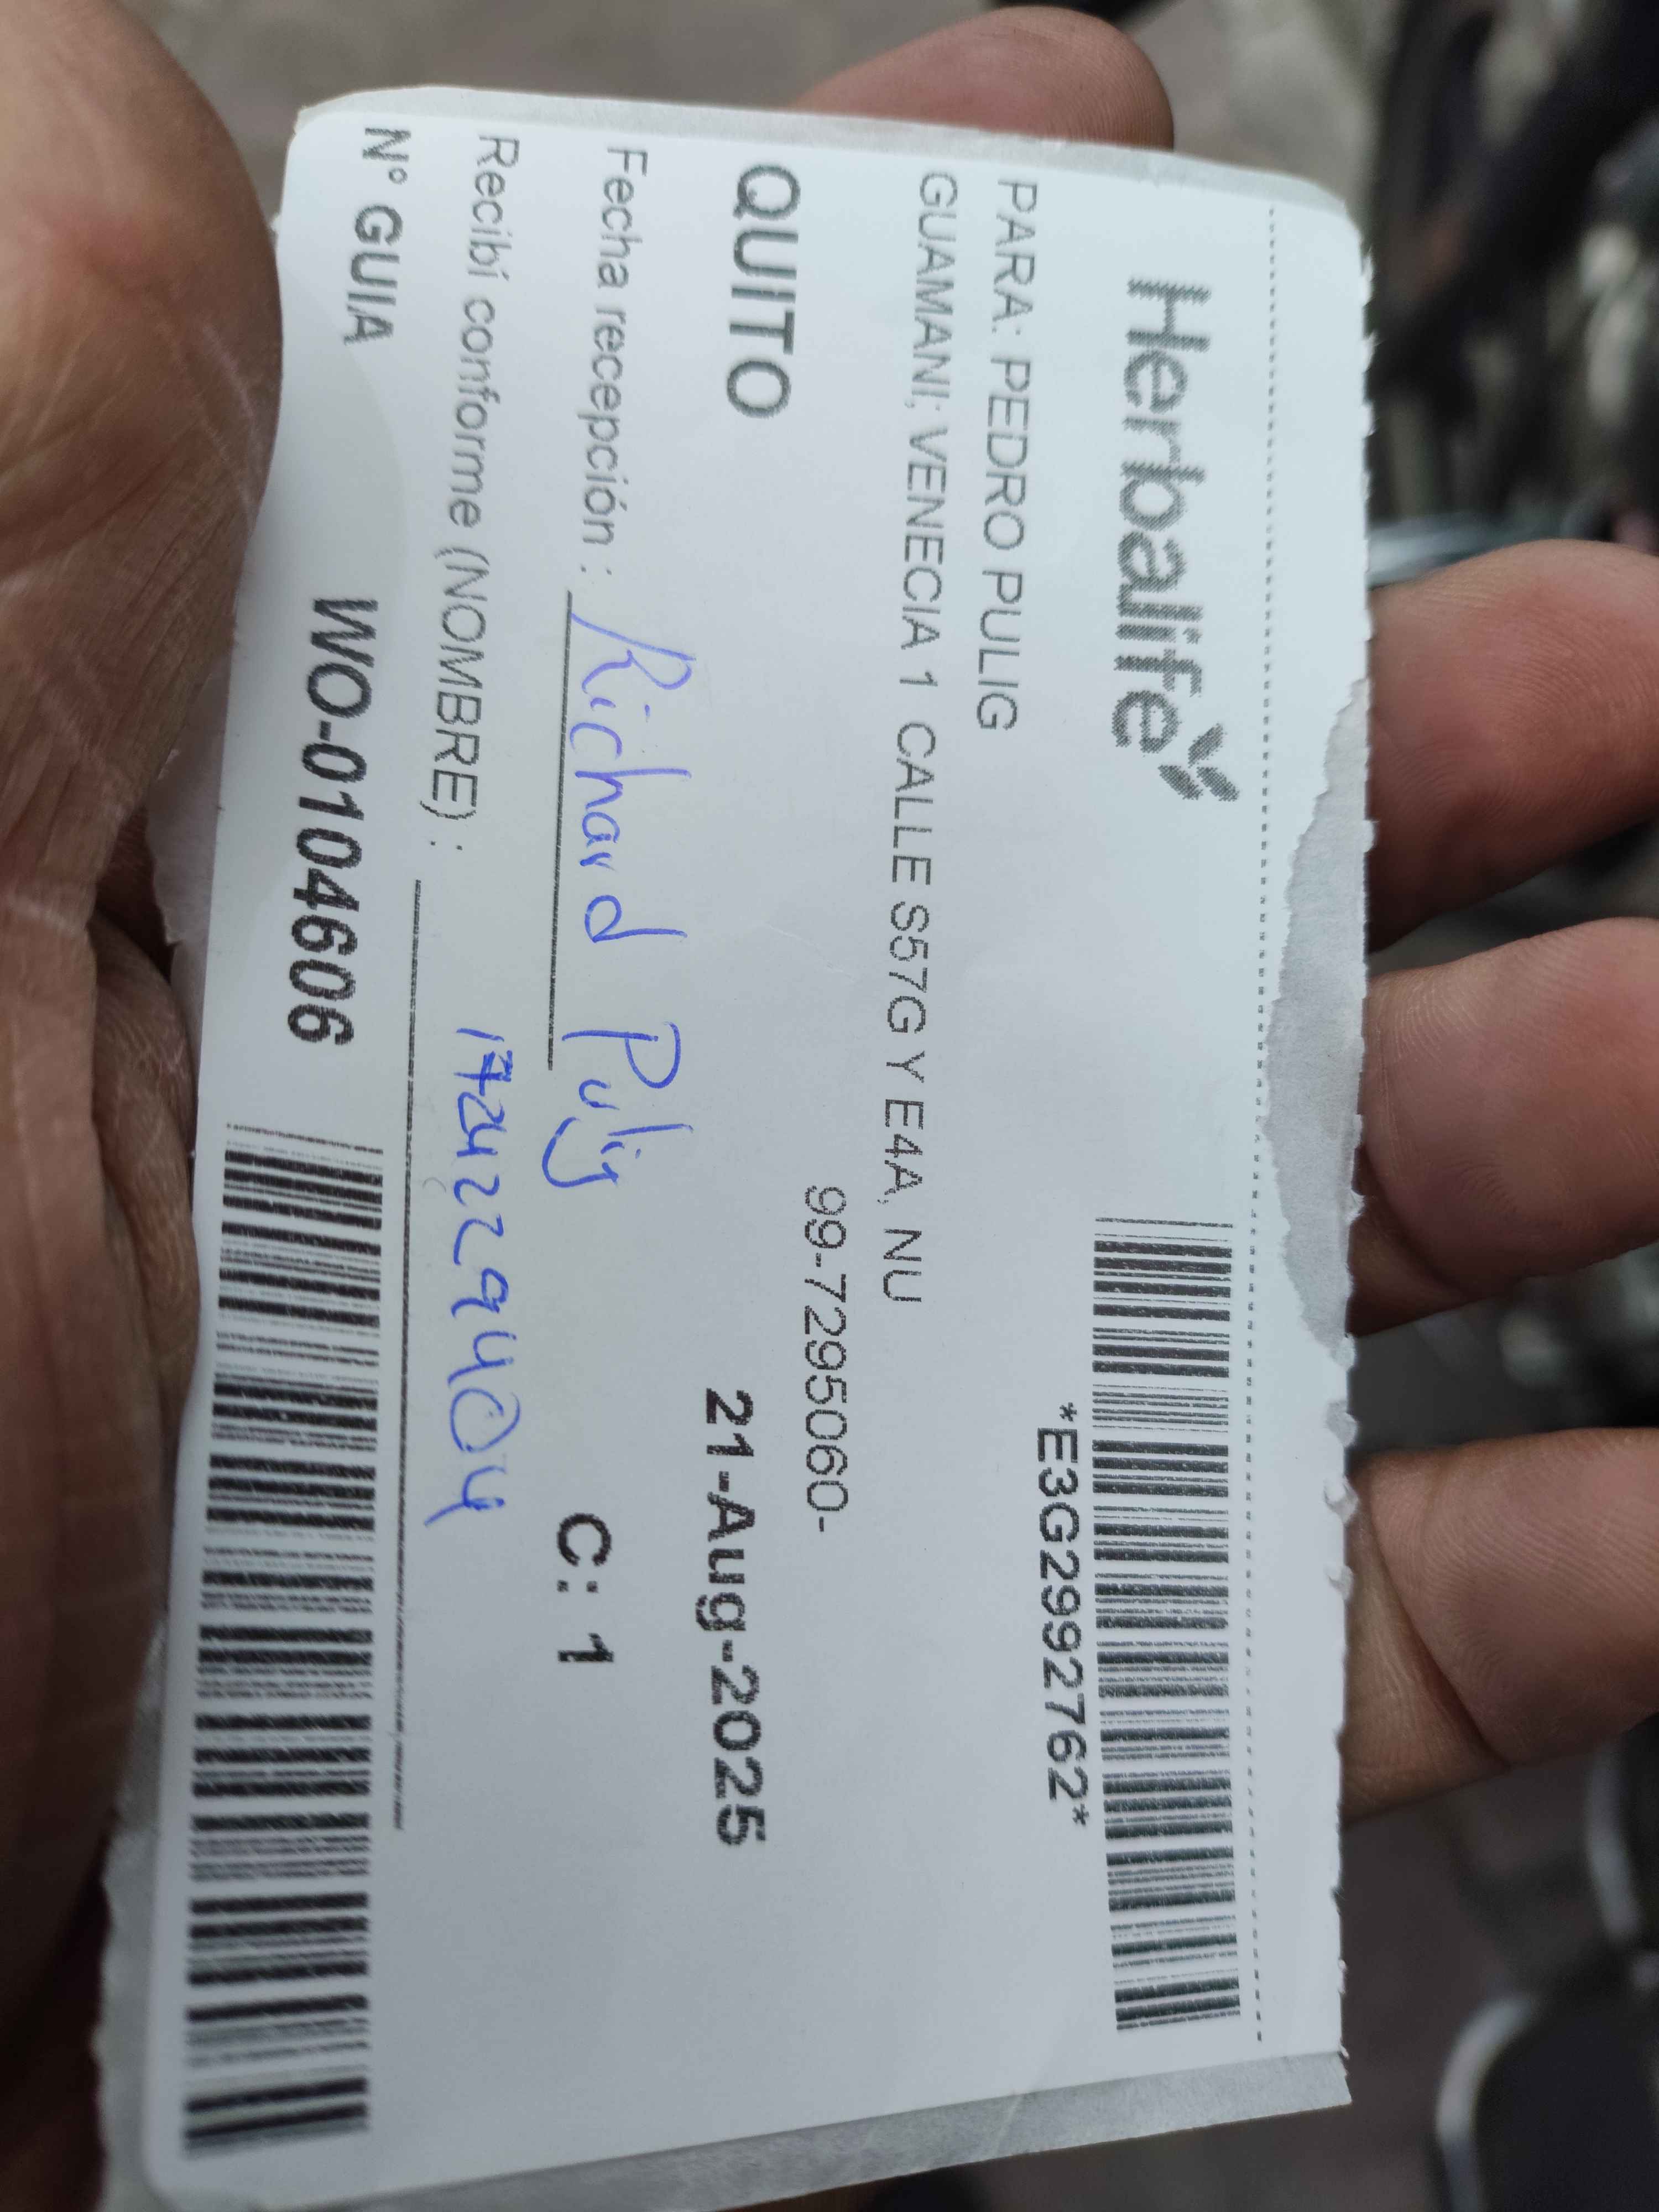 Herbalife
*E3G2992762*
PARA: PEDRO PULIG
GUAMANI; VENECIA 1 CALLE S57G Y E4A, NU
99-7295060-
QUITO
21-Aug-2025
Fecha recepción : Richard Pulig
C: 1
Recibí conforme (NOMBRE) : 1724229404
N° GUIA WO-0104606